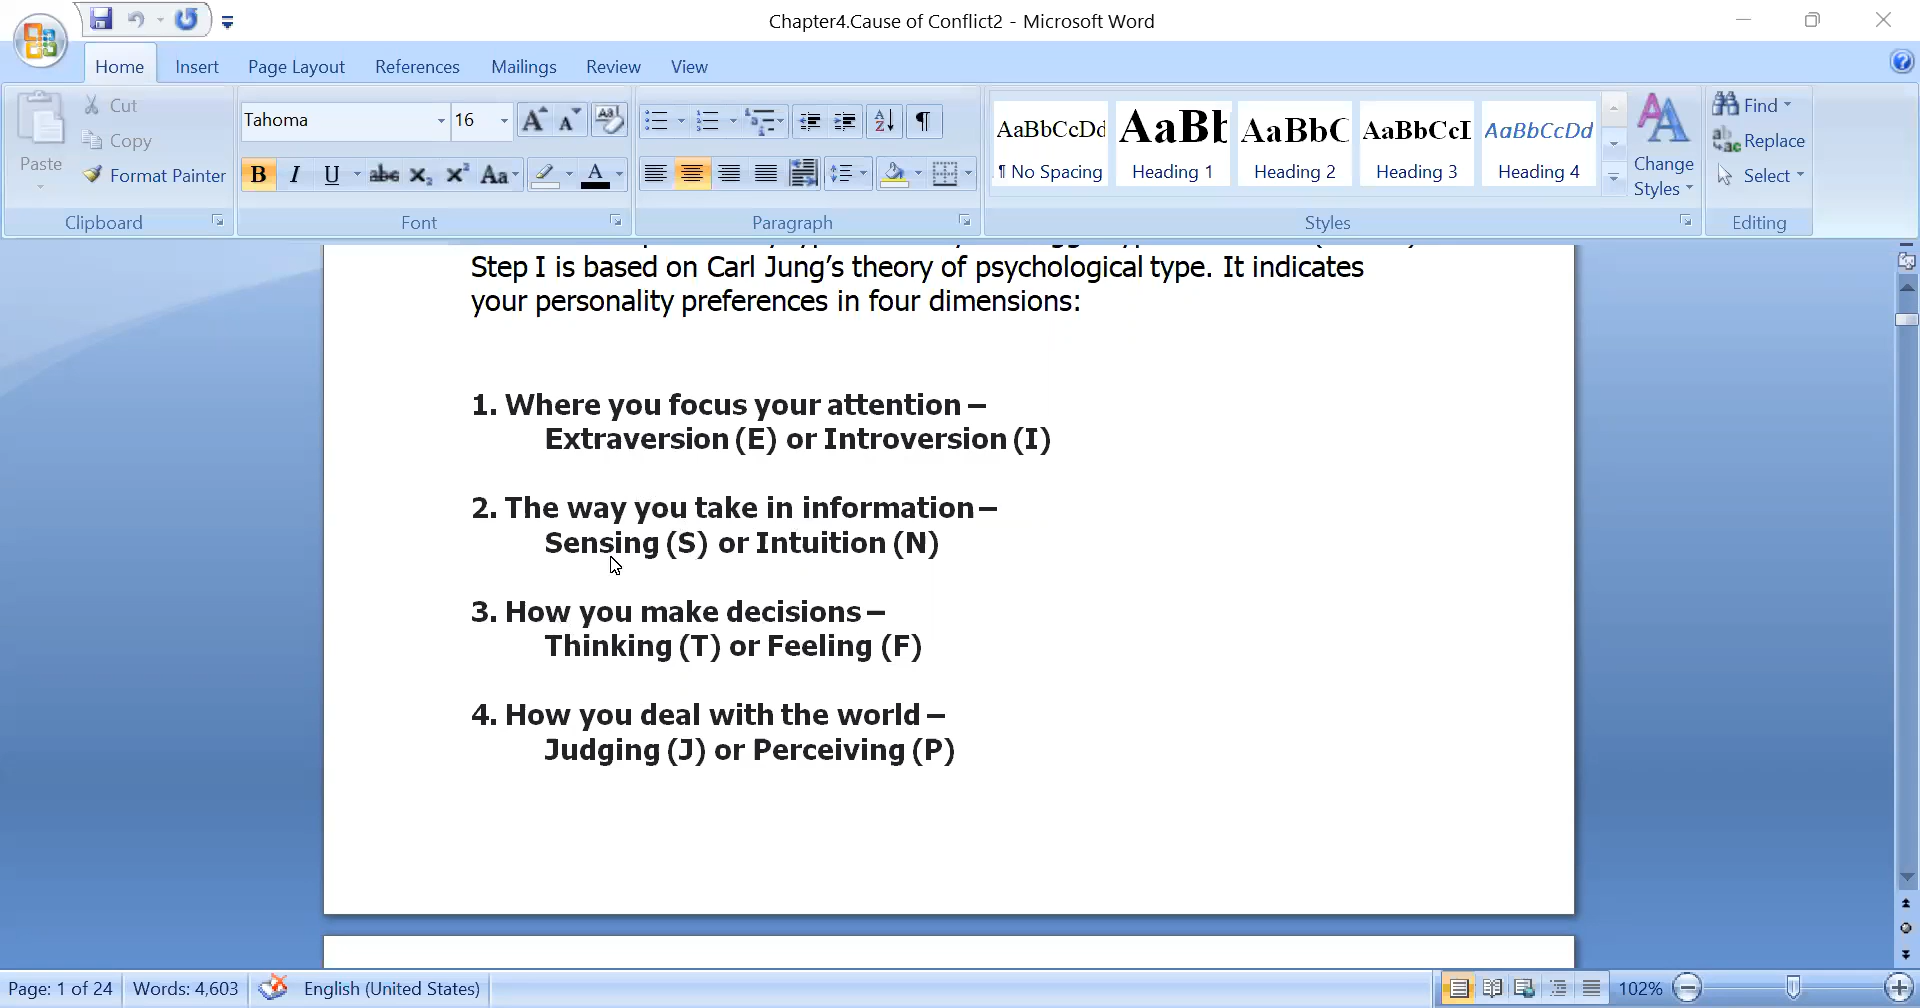 Chapter4.Cause of Conflict2 - Microsoft Word
Home Insert Page Layout References Mailings Review View
Paste
Cut
Copy
Format Painter
Clipboard
Tahoma 16
Font
Paragraph
AaBbCcDd AaBb AaBbC AaBbCcI AaBbCcDd
¶ No Spacing Heading 1 Heading 2 Heading 3 Heading 4
Change
Styles
Styles
Find
Replace
Select
Editing
Step I is based on Carl Jung’s theory of psychological type. It indicates
your personality preferences in four dimensions:
1. Where you focus your attention –
Extraversion (E) or Introversion (I)
2. The way you take in information –
Sensing (S) or Intuition (N)
3. How you make decisions –
Thinking (T) or Feeling (F)
4. How you deal with the world –
Judging (J) or Perceiving (P)
Page: 1 of 24 Words: 4,603 English (United States) 102%